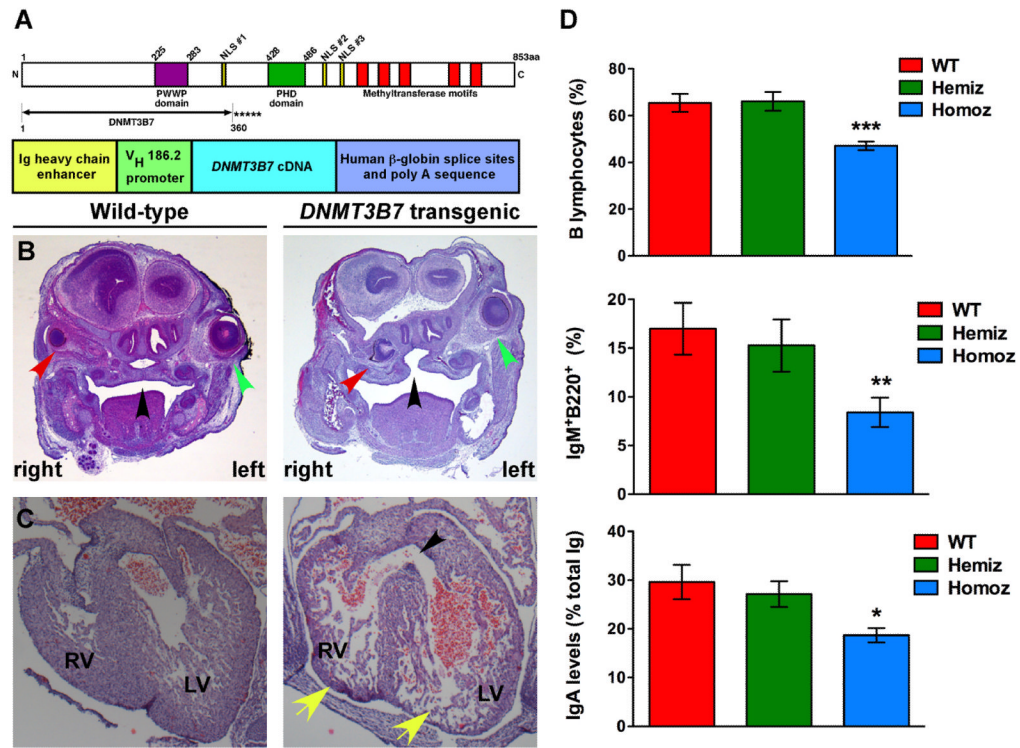 A
1
225
283
NLS #1
428
486
NLS #2
NLS #3
853aa
N
C
PWWP
domain
PHD
domain
Methyltransferase motifs
DNMT3B7
*****
1
360
Ig heavy chain
enhancer
VH 186.2
promoter
DNMT3B7 cDNA
Human β-globin splice sites
and poly A sequence
Wild-type
DNMT3B7 transgenic
B
right
left
right
left
C
RV
LV
RV
LV
D
B lymphocytes (%)
80
60
40
20
0
***
WT
Hemiz
Homoz
IgM+B220+ (%)
20
15
10
5
0
**
WT
Hemiz
Homoz
IgA levels (% total Ig)
40
30
20
10
0
*
WT
Hemiz
Homoz